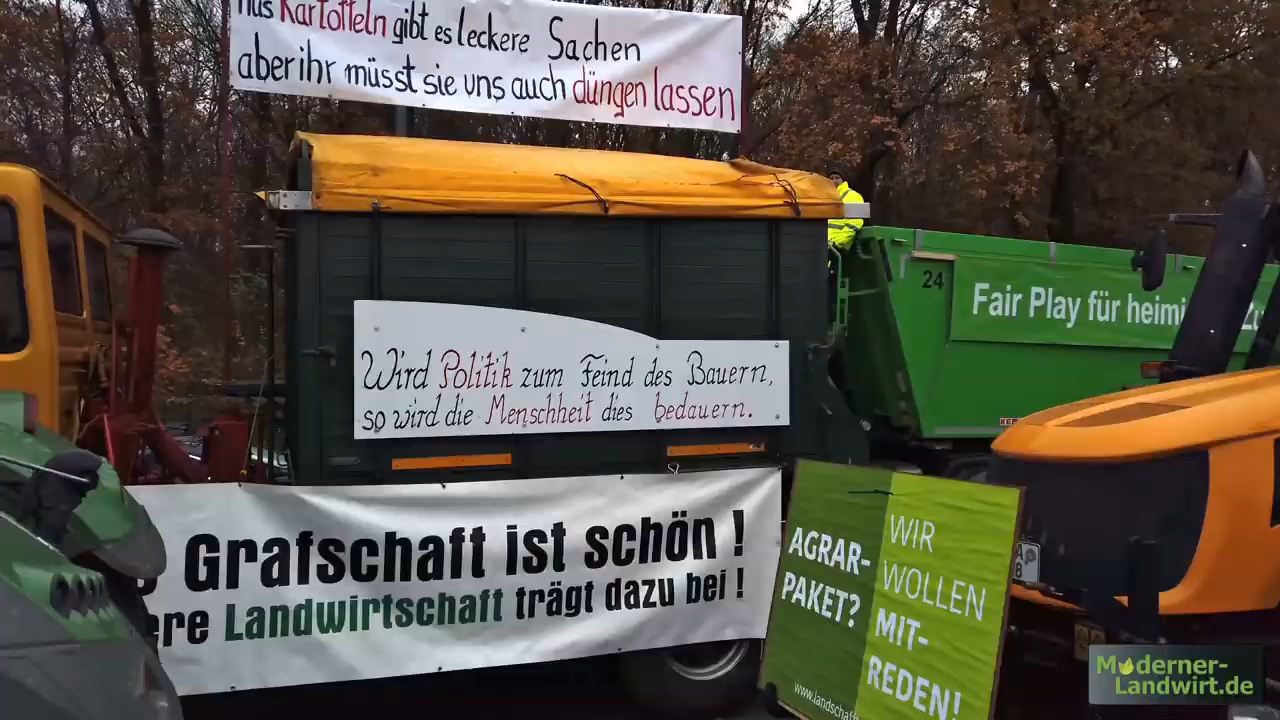 Kartoffeln gibt es leckere Sachen
aber ihr müsst sie uns auch düngen lassen
24
Fair Play für
Wird Politik zum Feind des Bauern,
so wird die Menschheit dies bedauern.
Grafschaft ist schön !
Landwirtschaft trägt dazu bei !
AGRAR-
PAKET?
WIR
WOLLEN
MIT-
REDEN!
Moderner-
Landwirt.de